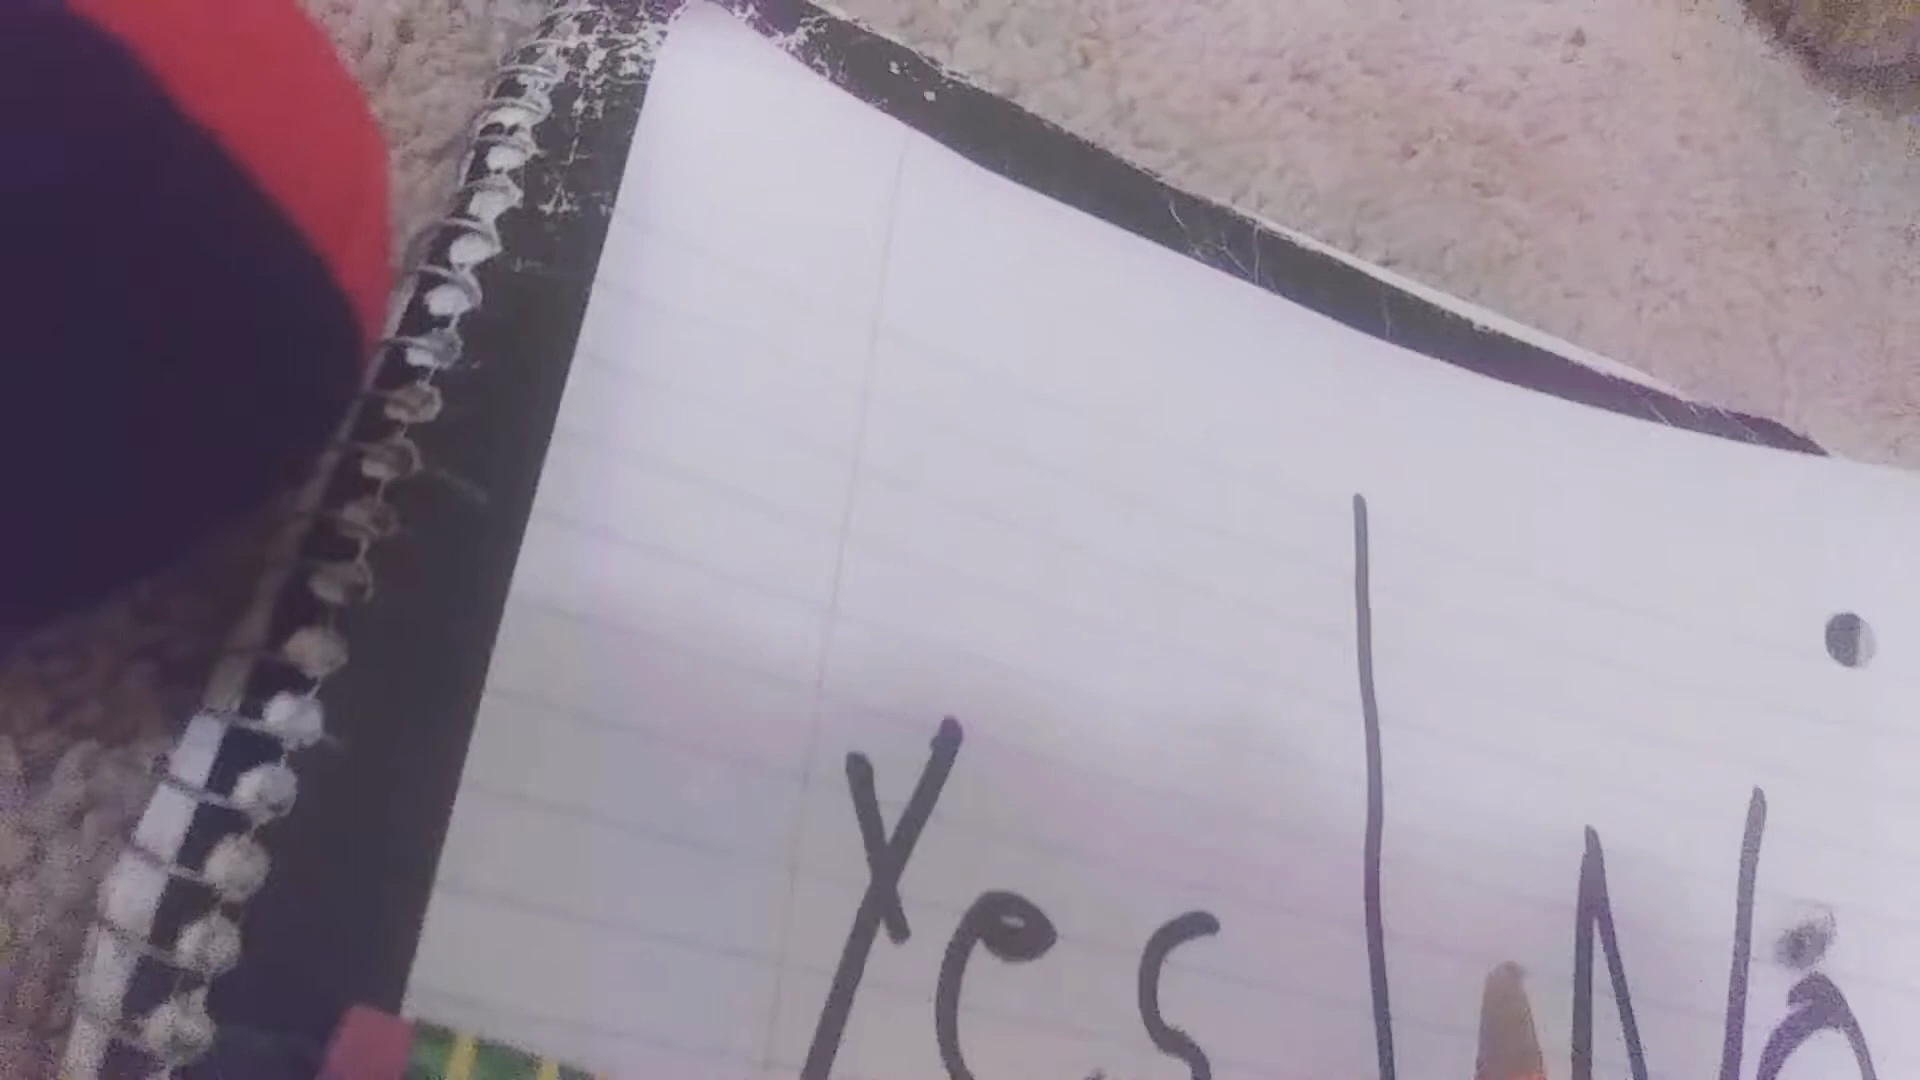 Yes | No